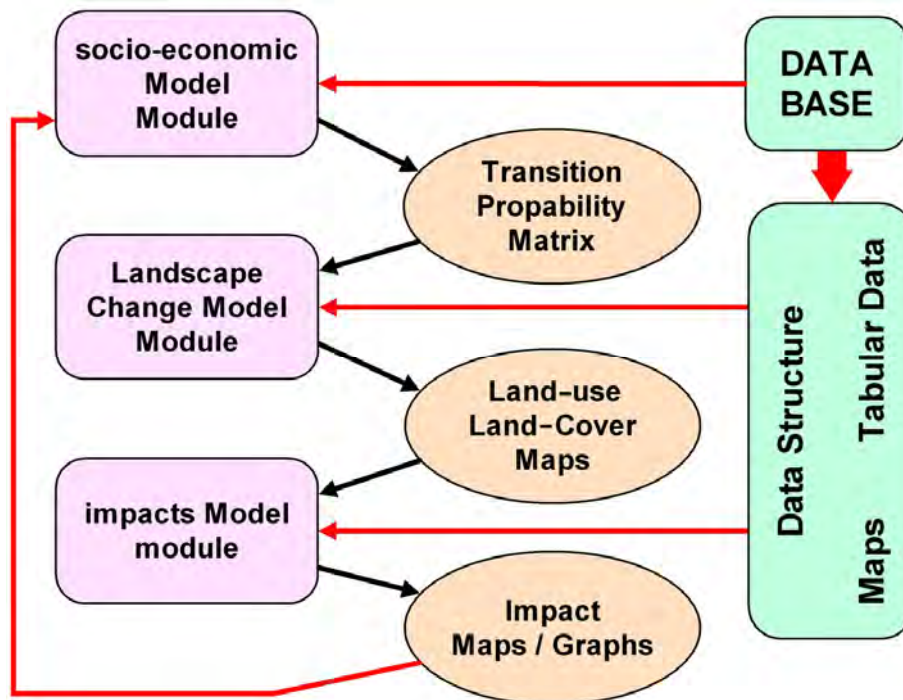 socio-economic
Model
Module
DATA
BASE
Transition
Propability
Matrix
Landscape
Change Model
Module
Data Structure
Maps Tabular Data
Land-use
Land-Cover
Maps
impacts Model
module
Impact
Maps / Graphs